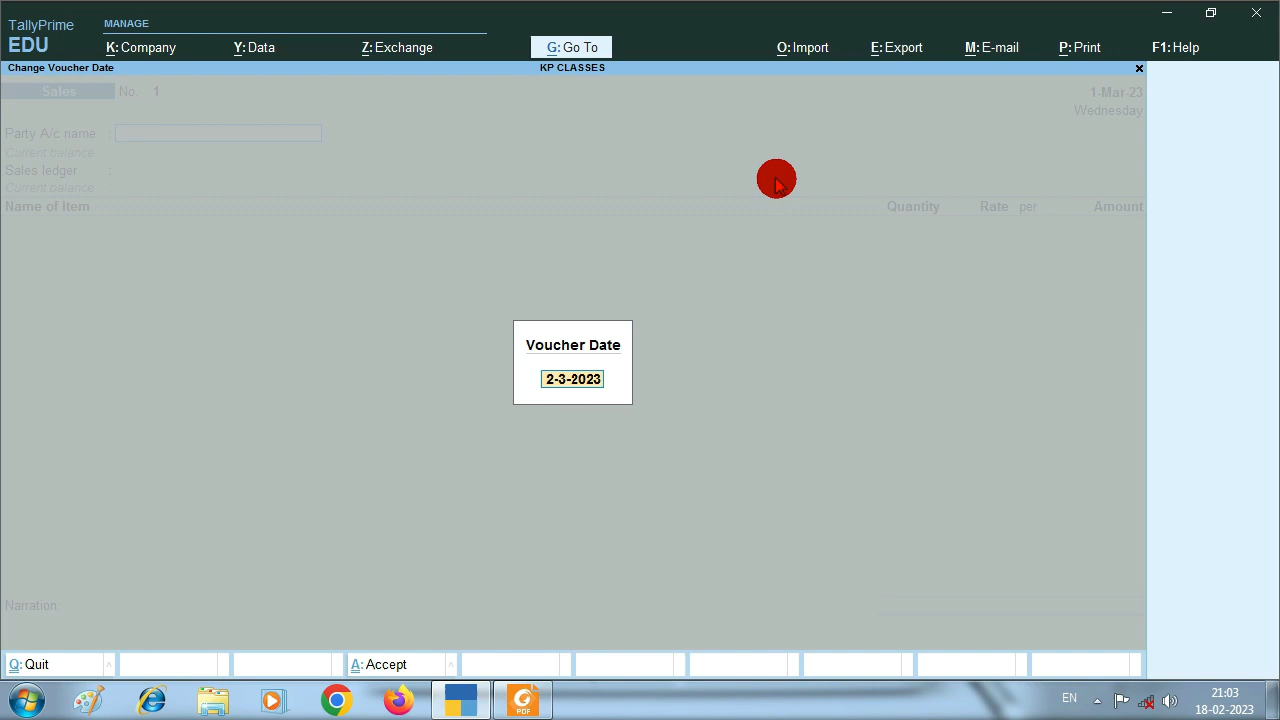 TallyPrime
EDU
MANAGE
K: Company
Y: Data
Z: Exchange
G: Go To
O: Import
E: Export
M: E-mail
P: Print
F1: Help
Change Voucher Date
KP CLASSES
Sales
No. 1
1-Mar-23
Wednesday
Party A/c name :
Current balance :
Sales ledger :
Current balance :
Name of Item
Quantity
Rate
per
Amount
Voucher Date
2-3-2023
Narration:
Q: Quit
A: Accept
PDF
EN
21:03
18-02-2023